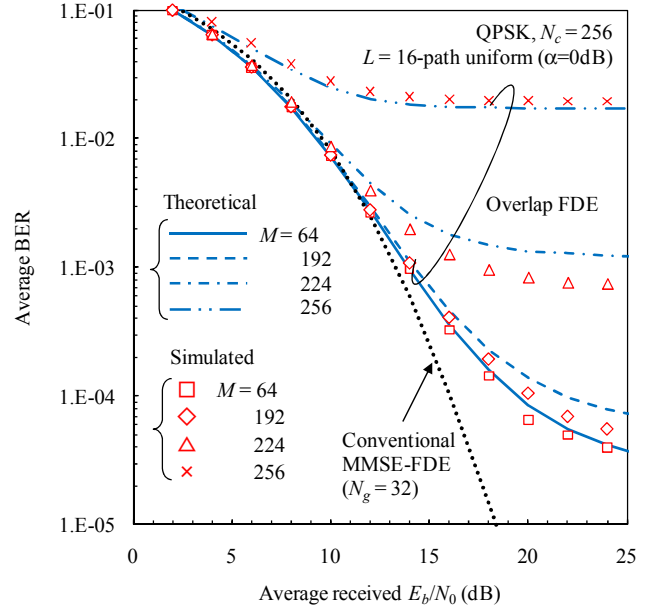 1.E-01
1.E-02
1.E-03
1.E-04
1.E-05
Average BER
QPSK, N_c = 256
L = 16-path uniform (α=0dB)
Overlap FDE
Theoretical
M = 64
192
224
256
Simulated
M = 64
192
224
256
Conventional
MMSE-FDE
(N_g = 32)
0 5 10 15 20 25
Average received E_b/N_0 (dB)